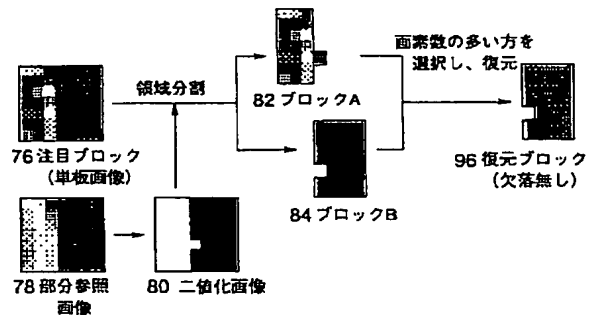 画素数の多い方を
選択し、復元
領域分割
82 ブロックA
76 注目ブロック
(単板画像)
96 復元ブロック
(欠落無し)
84 ブロックB
78 部分参照
画像
80 二値化画像